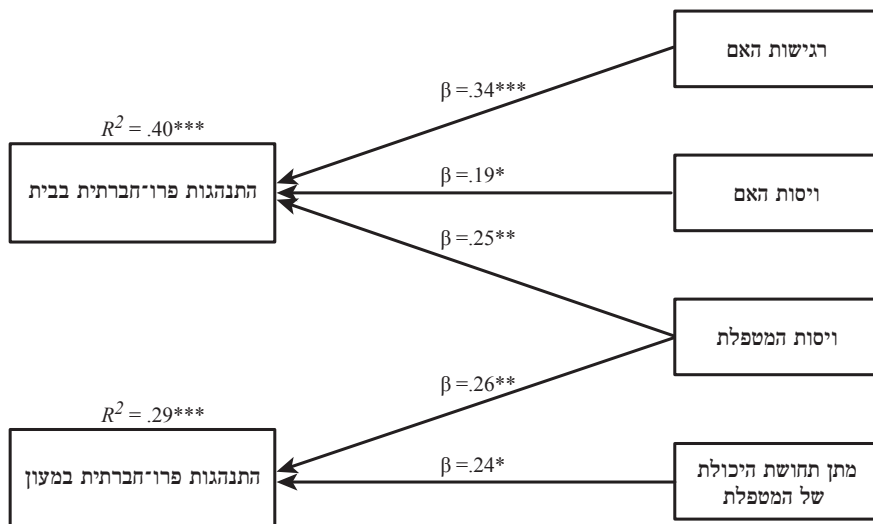 רגישות האם
β =.34***
R² = .40***
התנהגות פרו־חברתית בבית
β =.19*
ויסות האם
β =.25**
ויסות המטפלת
β =.26**
R² = .29***
התנהגות פרו־חברתית במעון
β =.24*
מתן תחושת היכולת
של המטפלת